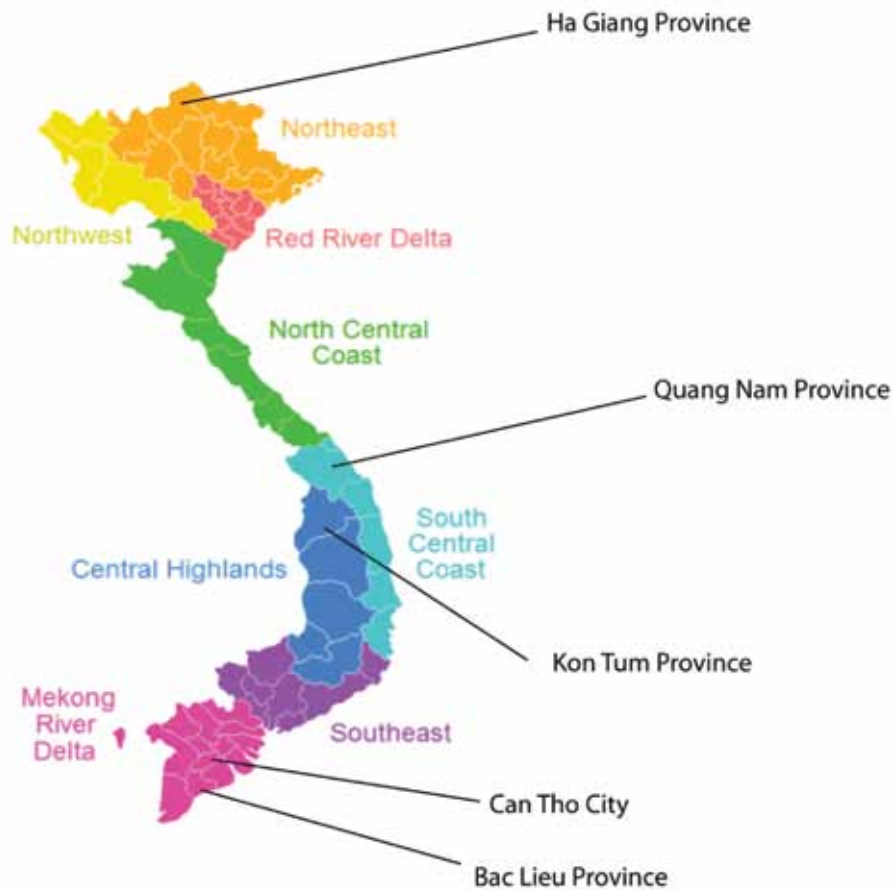 Ha Giang Province
Northeast
Northwest
Red River Delta
North Central
Coast
Quang Nam Province
South
Central
Coast
Central Highlands
Kon Tum Province
Mekong
River
Delta
Southeast
Can Tho City
Bac Lieu Province